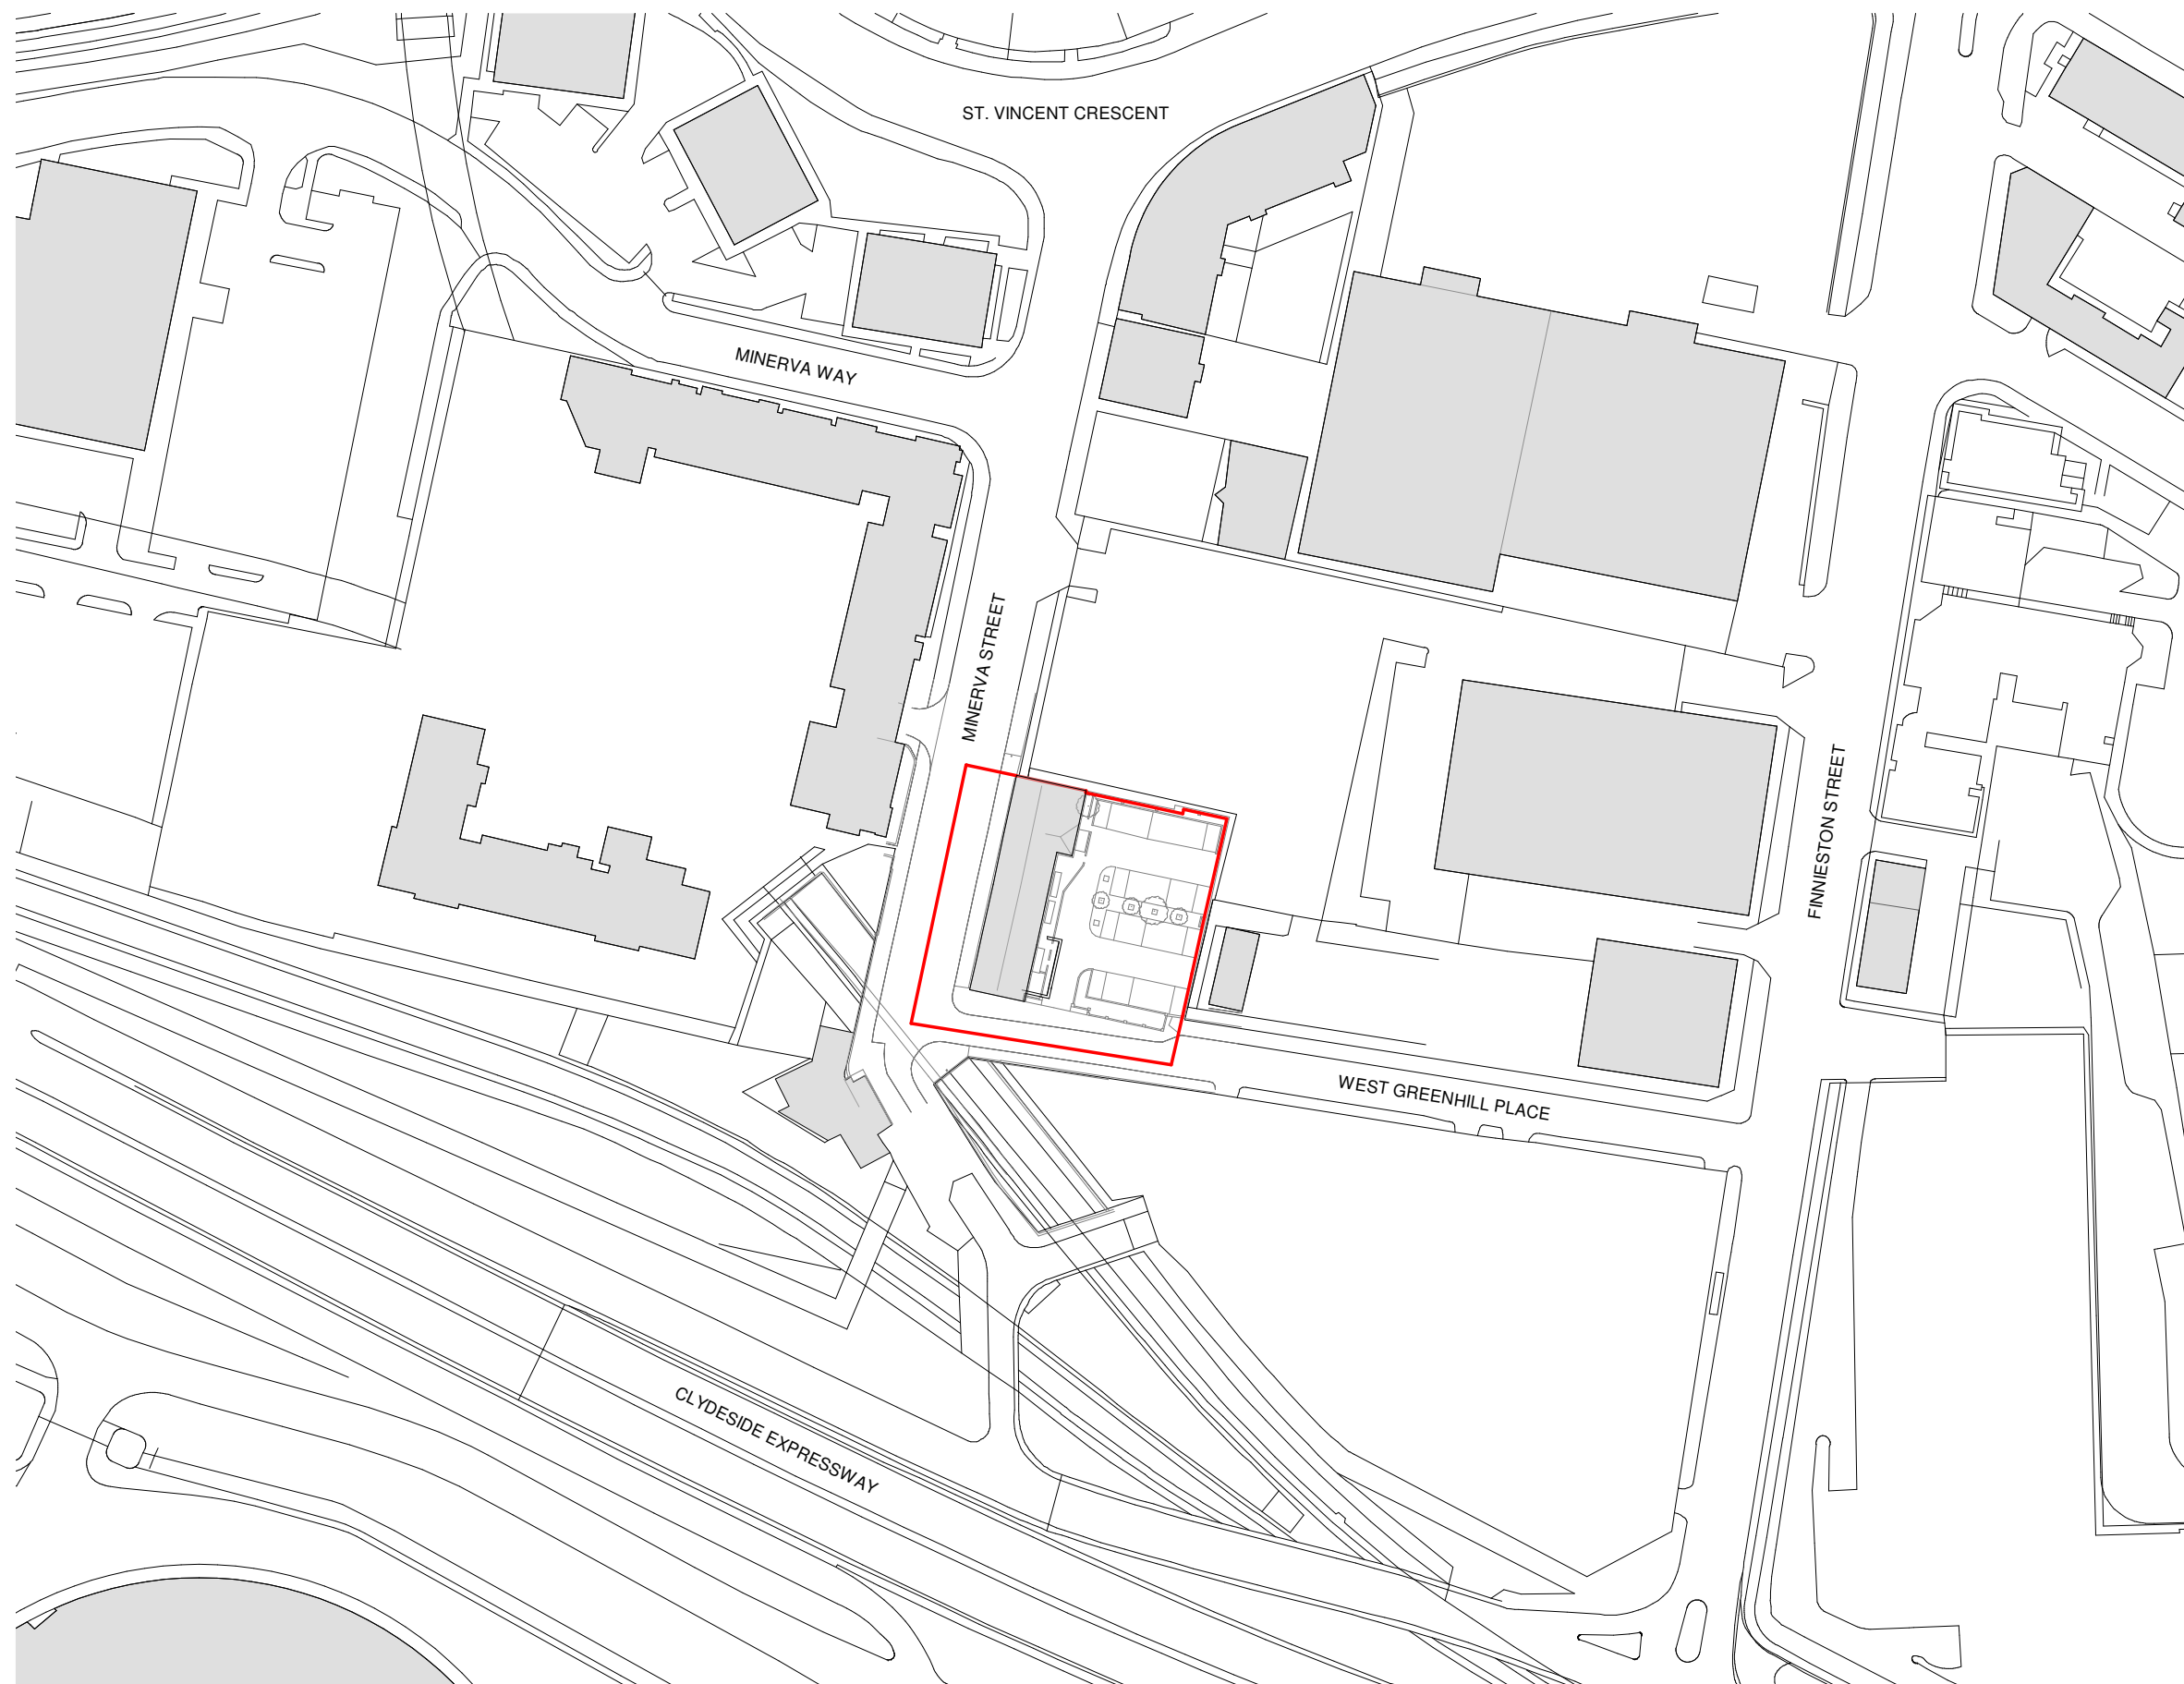 ST. VINCENT CRESCENT
MINERVA WAY
MINERVA STREET
FINNIESTON STREET
WEST GREENHILL PLACE
CLYDESIDE EXPRESSWAY